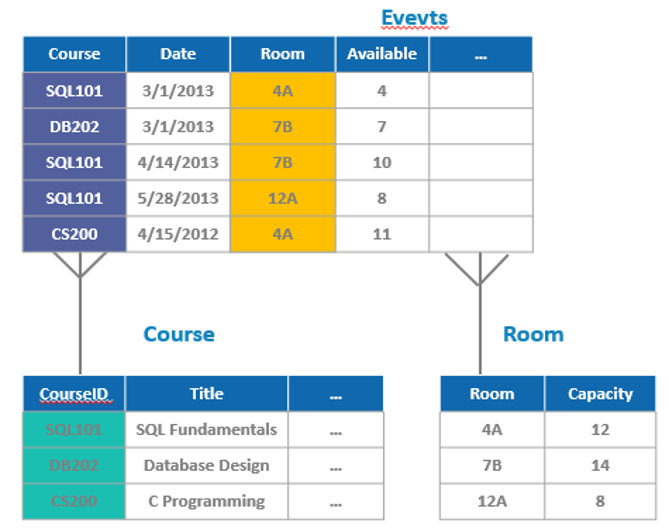 Evevts
Course Date Room Available ...
SQL101 3/1/2013 4A 4
DB202 3/1/2013 7B 7
SQL101 4/14/2013 7B 10
SQL101 5/28/2013 12A 8
CS200 4/15/2012 4A 11
Course Room
CourseID Title ... Room Capacity
SQL101 SQL Fundamentals ... 4A 12
DB202 Database Design ... 7B 14
CS200 C Programming ... 12A 8